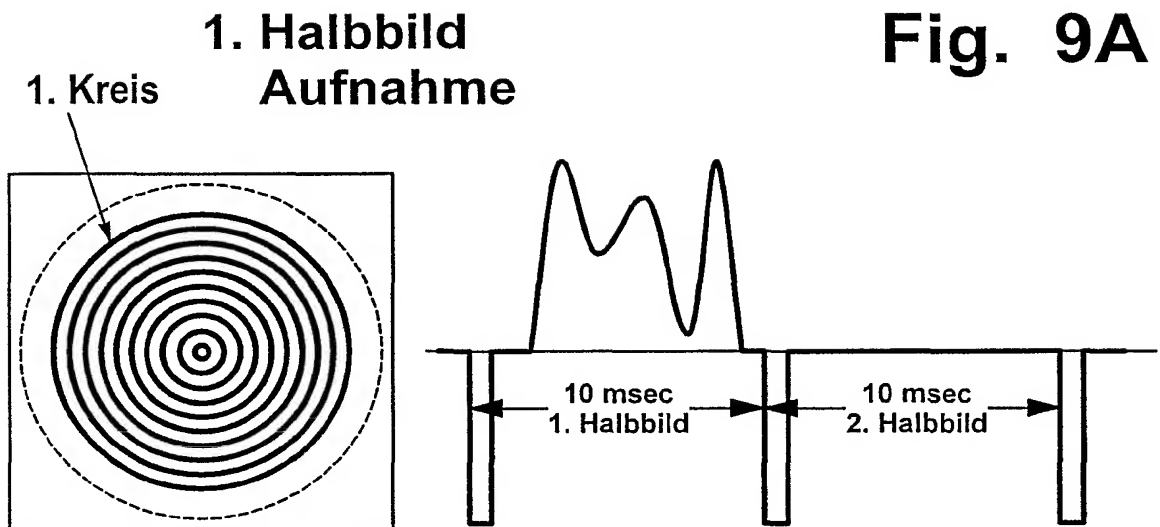 1. Halbbild
Aufnahme
Fig. 9A
1. Kreis
10 msec
1. Halbbild
10 msec
2. Halbbild